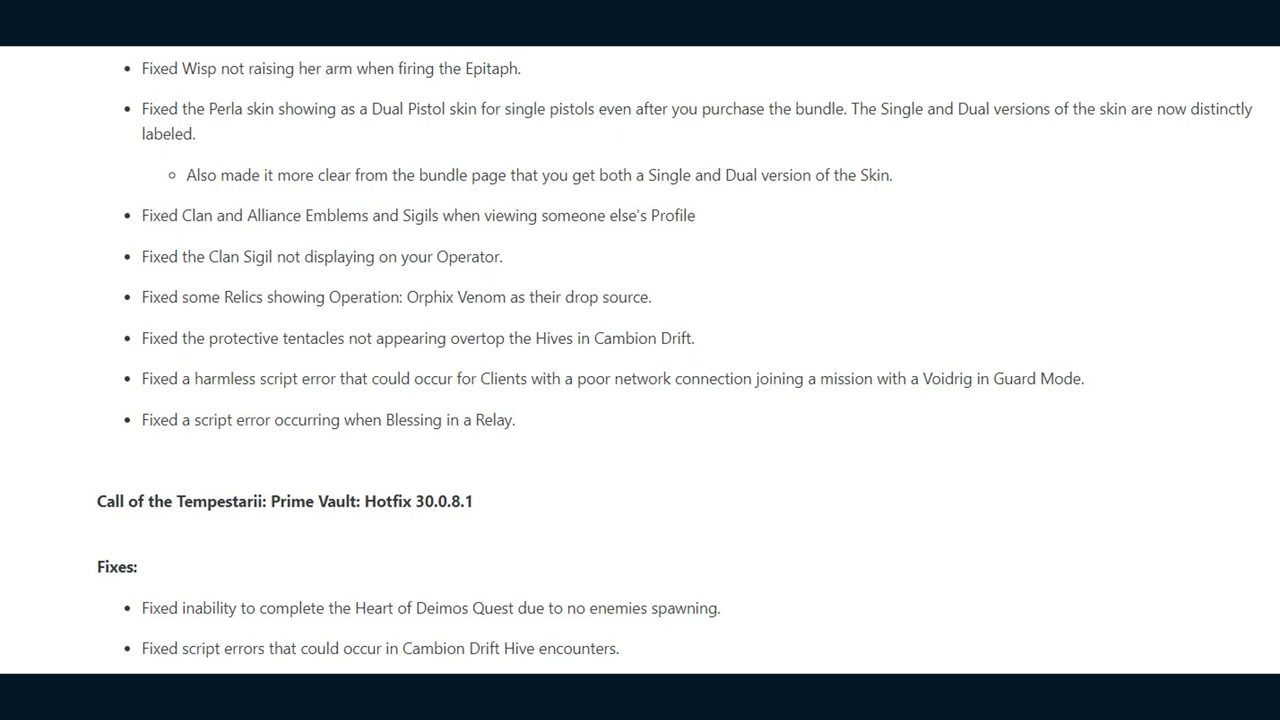 Fixed Wisp not raising her arm when firing the Epitaph.
Fixed the Perla skin showing as a Dual Pistol skin for single pistols even after you purchase the bundle. The Single and Dual versions of the skin are now distinctly
labeled.
Also made it more clear from the bundle page that you get both a Single and Dual version of the Skin.
Fixed Clan and Alliance Emblems and Sigils when viewing someone else's Profile
Fixed the Clan Sigil not displaying on your Operator.
Fixed some Relics showing Operation: Orphix Venom as their drop source.
Fixed the protective tentacles not appearing overtop the Hives in Cambion Drift.
Fixed a harmless script error that could occur for Clients with a poor network connection joining a mission with a Voidrig in Guard Mode.
Fixed a script error occurring when Blessing in a Relay.
Call of the Tempestarii: Prime Vault: Hotfix 30.0.8.1
Fixes:
Fixed inability to complete the Heart of Deimos Quest due to no enemies spawning.
Fixed script errors that could occur in Cambion Drift Hive encounters.